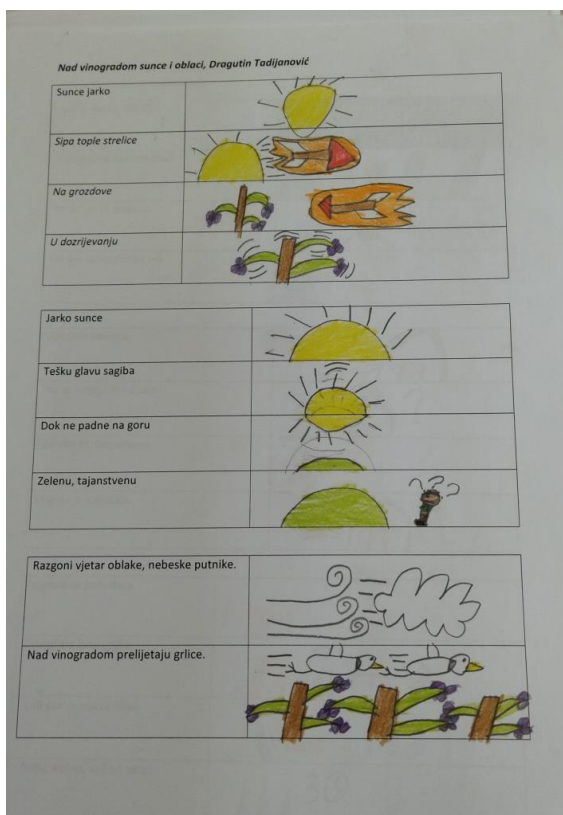 Nad vinogradom sunce i oblaci, Dragutin Tadijanović
Sunce jarko
Sipa tople strelice
Na grozdove
U dozrijevanju
Jarko sunce
Tešku glavu sagiba
Dok ne padne na goru
Zelenu, tajanstvenu
? ? ?
Razgoni vjetar oblake, nebeske putnike.
Nad vinogradom prelijetaju grlice.